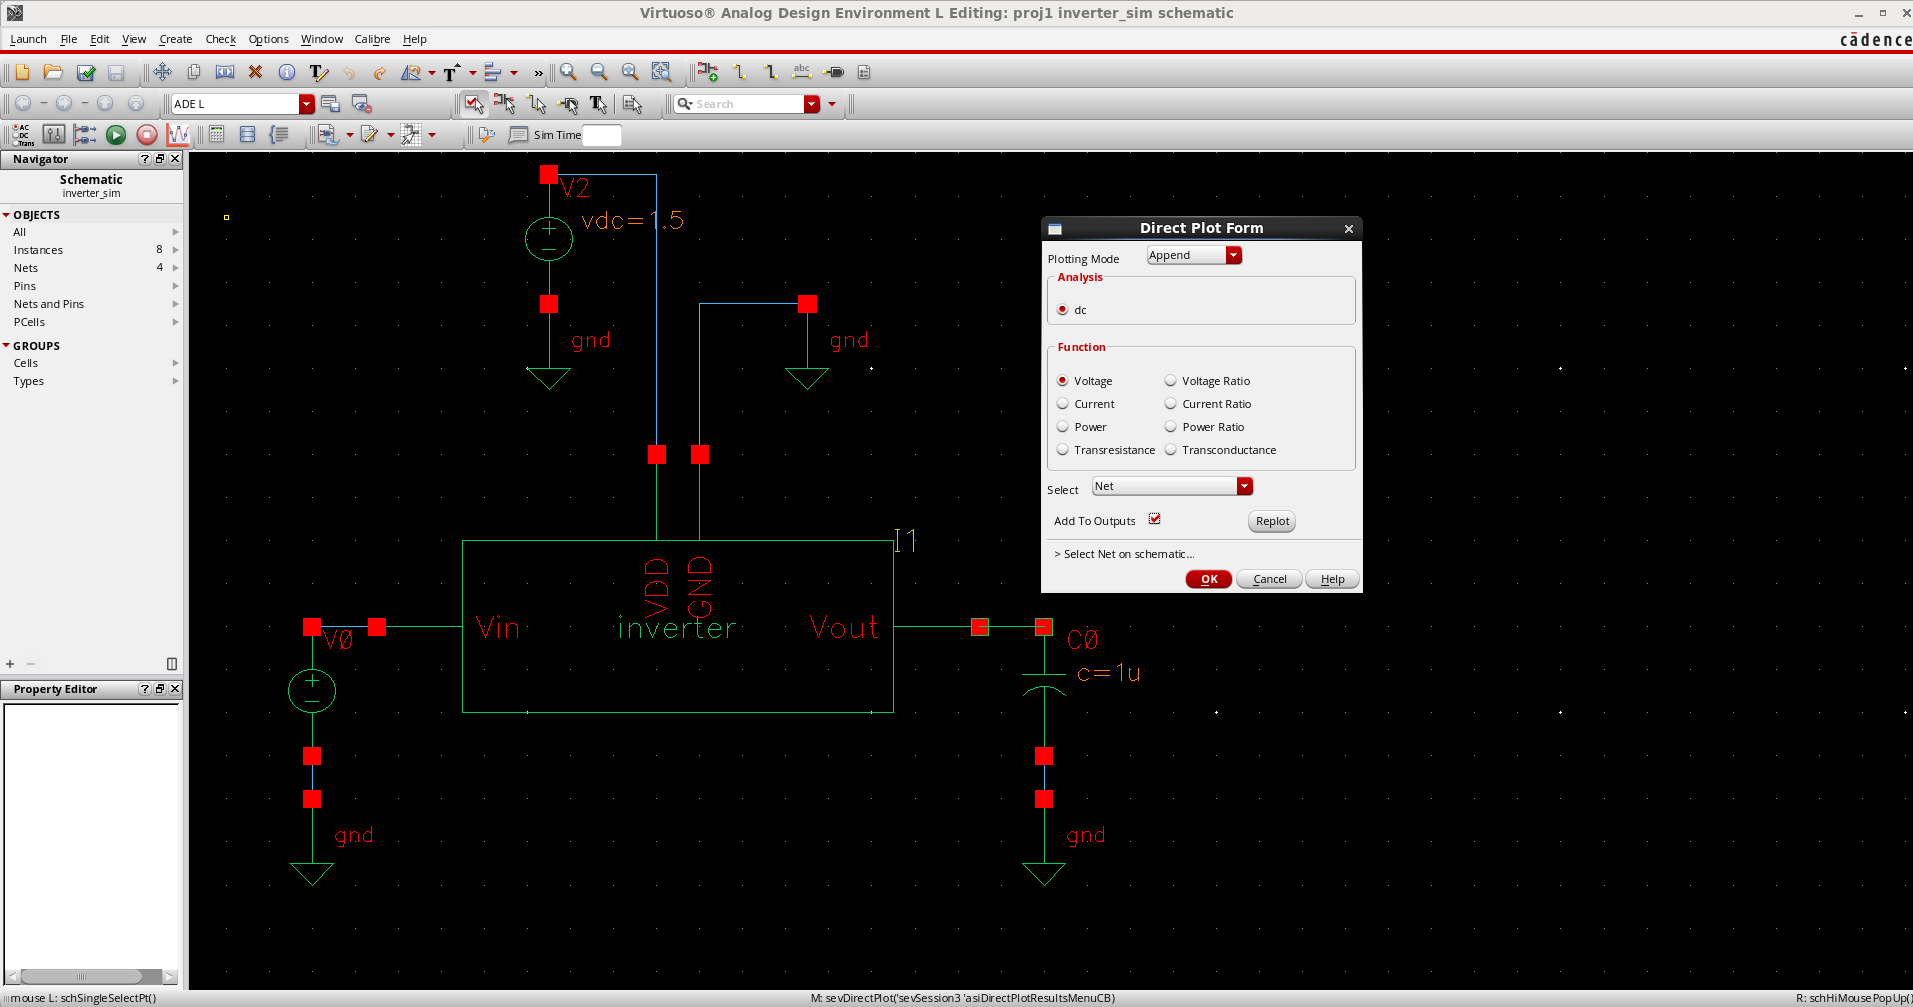 Virtuoso® Analog Design Environment L Editing: proj1 inverter_sim schematic
Launch File Edit View Create Check Options Window Calibre Help
cādence
T T » abc
ADE L
Search
AC
DC
Trans
Sim Time
Navigator
Schematic
inverter_sim
OBJECTS
All
Instances 8
Nets 4
Pins
Nets and Pins
PCells
GROUPS
Cells
Types
Property Editor
V2
vdc=1.5
gnd
gnd
I1
VDD
GND
Vin
inverter
Vout
V0
gnd
C0
c=1u
gnd
Direct Plot Form
Plotting Mode Append
Analysis
dc
Function
Voltage Voltage Ratio
Current Current Ratio
Power Power Ratio
Transresistance Transconductance
Select Net
Add To Outputs Replot
> Select Net on schematic...
OK Cancel Help
mouse L: schSingleSelectPt() M: sevDirectPlot('sevSession3 'asiDirectPlotResultsMenuCB) R: schHiMousePopUp()